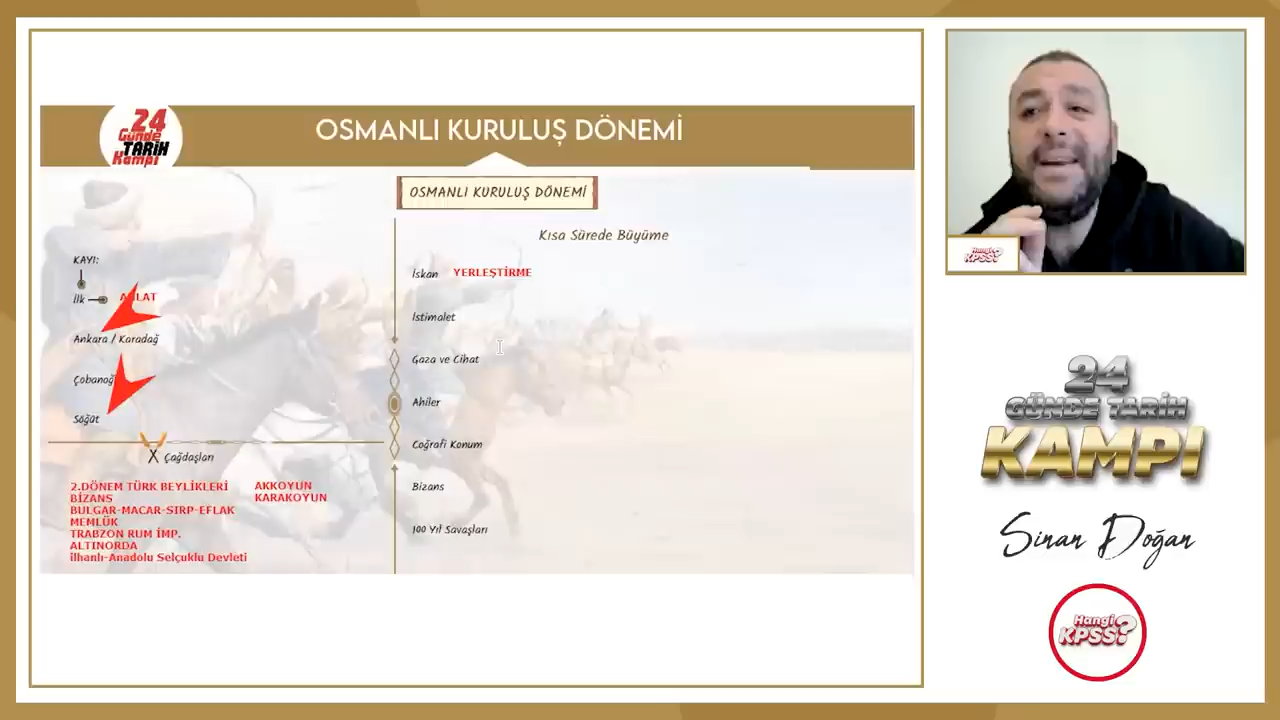 24
Günde
TARİH
Kampı
OSMANLI KURULUŞ DÖNEMİ
OSMANLI KURULUŞ DÖNEMİ
Kısa Sürede Büyüme
KAYI:
İlk
Ankara / Karadağ
Söğüt
Çağdaşları
2.DÖNEM TÜRK BEYLİKLERİ
BİZANS
BULGAR-MACAR-SIRP-EFLAK
MEMLÜK
TRABZON RUM İMP.
ALTINORDA
ilhanlı-Anadolu Selçuklu Devleti
AKKOYUN
KARAKOYUN
İskan YERLEŞTİRME
İstimalet
Gaza ve Cihat
Ahiler
Coğrafi Konum
Bizans
100 Yıl Savaşları
Hangi
KPSS?
24
GÜNDE TARİH
KAMPI
Sinan Doğan
Hangi
KPSS?